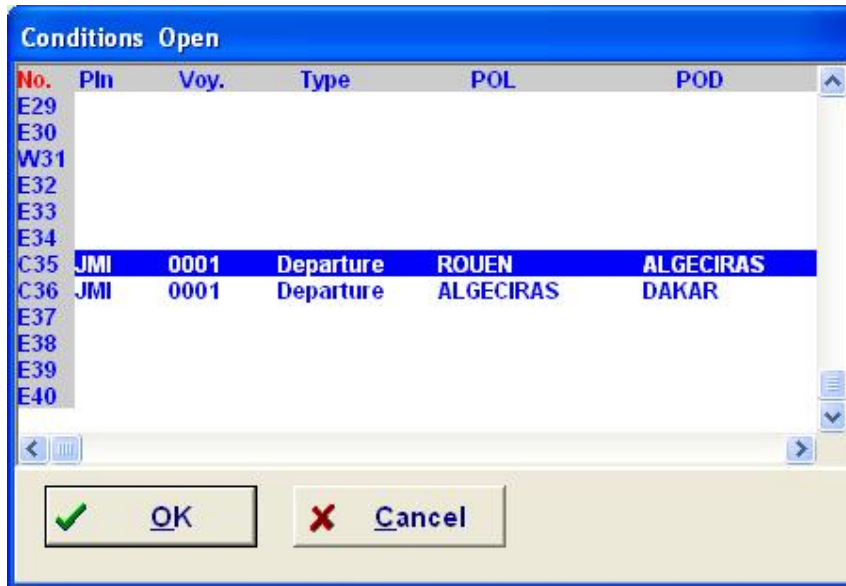 Conditions Open
No. Pln Voy. Type POL POD
E29
E30
W31
E32
E33
E34
C35 JMI 0001 Departure ROUEN ALGECIRAS
C36 JMI 0001 Departure ALGECIRAS DAKAR
E37
E38
E39
E40
OK Cancel